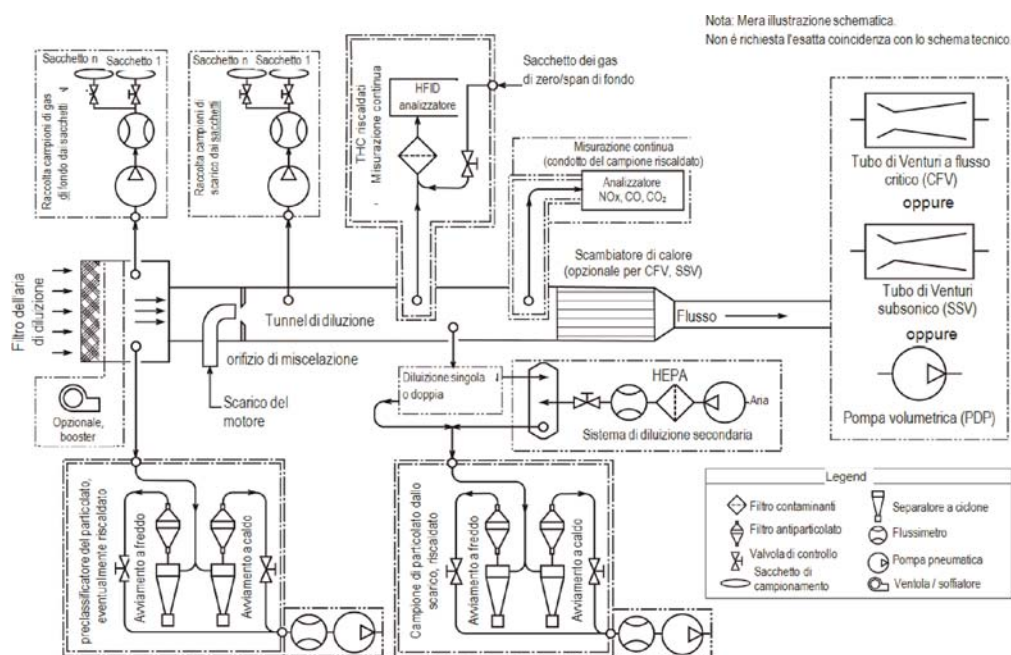 Nota: Mera illustrazione schematica.
Non é richiesta l'esatta coincidenza con lo schema tecnico.
Sacchetto n
Sacchetto 1
Raccolta campioni di gas
di fondo dai sacchetti
Sacchetto n
Sacchetto 1
Raccolta campioni di
scarico dai sacchetti
THC riscaldati
Misurazione continua
HFID
analizzatore
Sacchetto dei gas
di zero/span di fondo
Misurazione continua
(condotto del campione riscaldato)
Analizzatore
NOx, CO, CO₂
Tubo di Venturi a flusso
critico (CFV)
oppure
Tubo di Venturi
subsonico (SSV)
oppure
Pompa volumetrica (PDP)
Scambiatore di calore
(opzionale per CFV, SSV)
Filtro dell'aria
di diluzione
Tunnel di diluzione
Flusso
orifizio di miscelazione
Scarico del
motore
Opzionale,
booster
Diluizione singola
o doppia
HEPA
Aria
Sistema di diluzione secondaria
preclassificatore del particolato,
eventualmente riscaldato
Avviamento a freddo
Avviamento a caldo
Campione di particolato dallo
scarico, riscaldato
Avviamento a freddo
Avviamento a caldo
Legend
Filtro contaminanti
Filtro antiparticolato
Valvola di controllo
Sacchetto di
campionamento
Separatore a ciclone
Flussimetro
Pompa pneumatica
Ventola / soffiatore